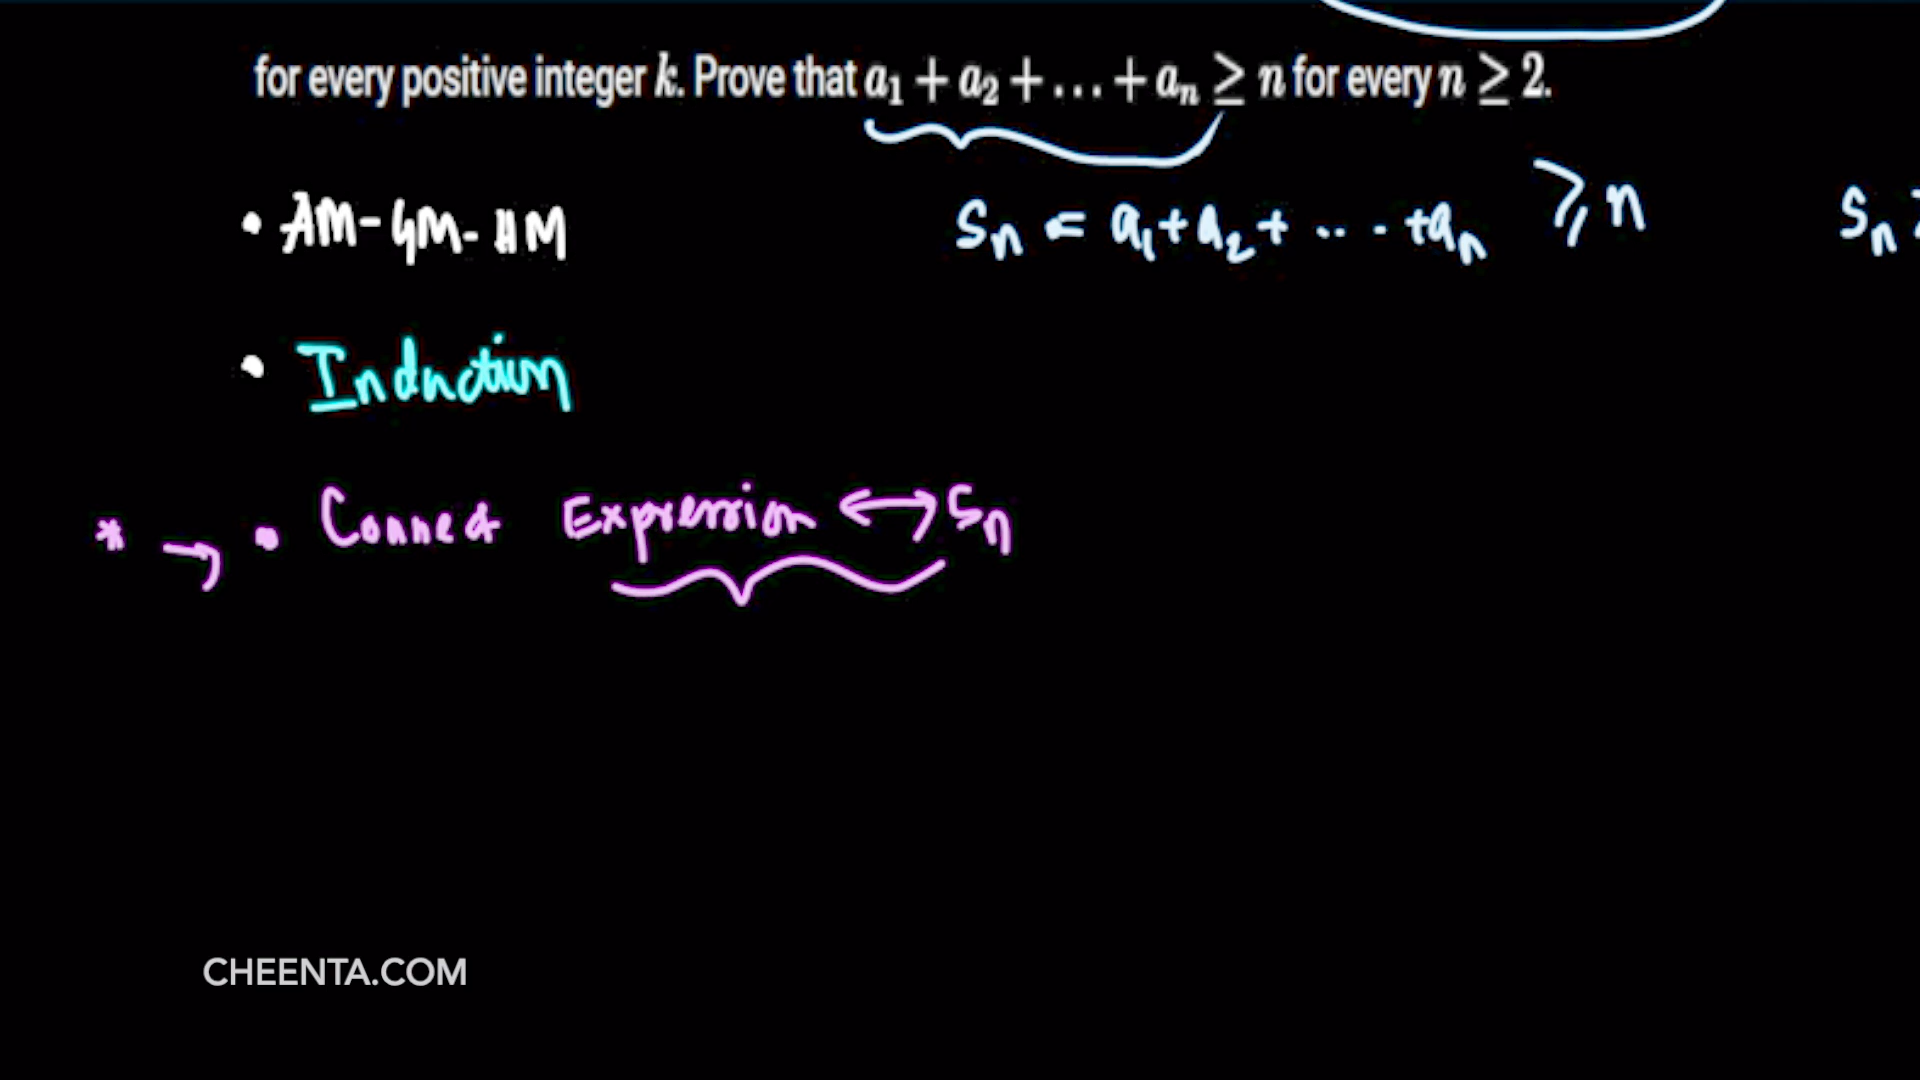 for every positive integer k. Prove that a₁ + a₂ + … + aₙ ≥ n for every n ≥ 2.
• AM-GM-HM
Sₙ = a₁+a₂+ ... +aₙ ≥ n
Sₙ ≥
• Induction
* → • Connect Expression ↔ Sₙ
CHEENTA.COM